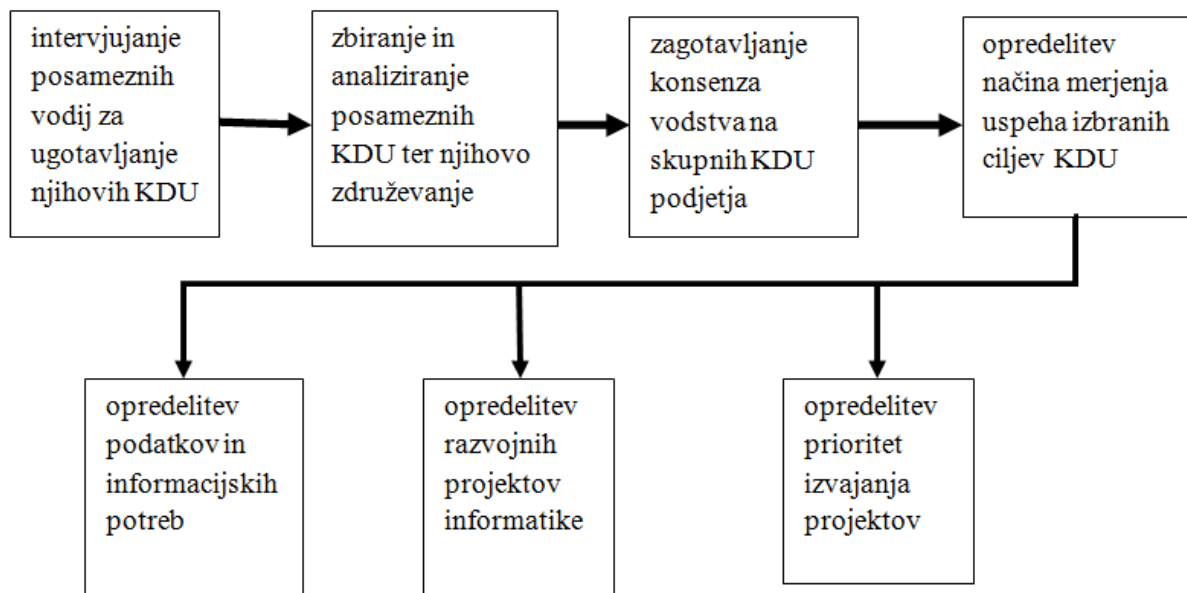 intervjujanje
posameznih
vodij za
ugotavljanje
njihovih KDU
zbiranje in
analiziranje
posameznih
KDU ter njihovo
združevanje
zagotavljanje
konsenza
vodstva na
skupnih KDU
podjetja
opredelitev
načina merjenja
uspeha izbranih
ciljev KDU
opredelitev
podatkov in
informacijskih
potreb
opredelitev
razvojnih
projektov
informatike
opredelitev
prioritet
izvajanja
projektov